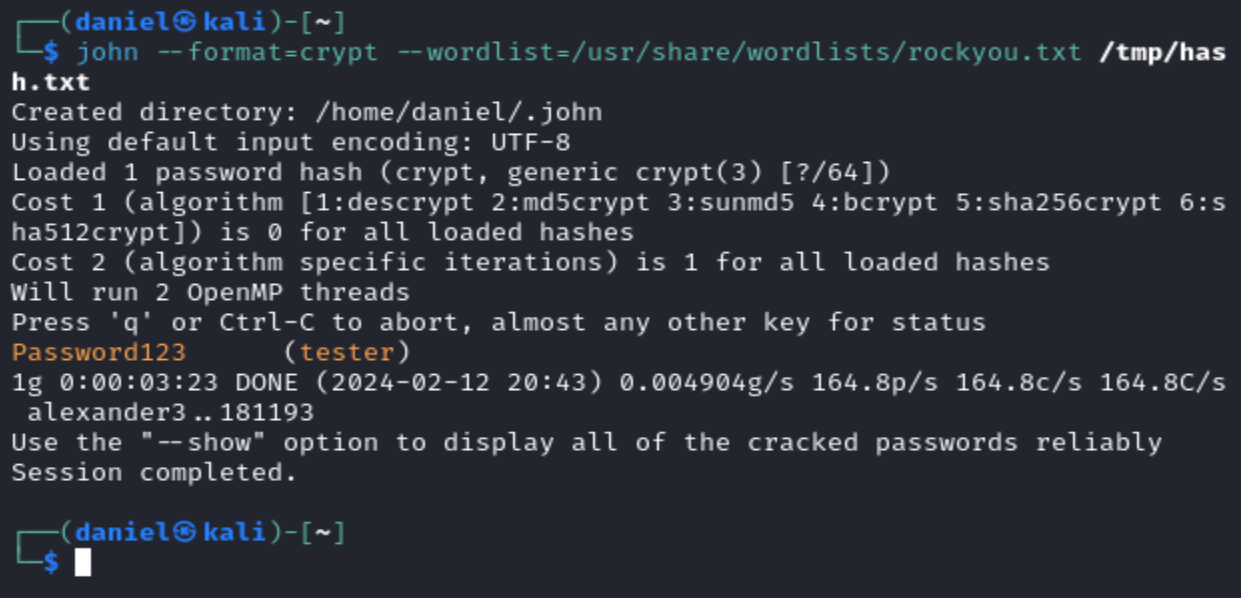 ┌──(daniel㉿kali)-[~]
└─$ john --format=crypt --wordlist=/usr/share/wordlists/rockyou.txt /tmp/has
h.txt
Created directory: /home/daniel/.john
Using default input encoding: UTF-8
Loaded 1 password hash (crypt, generic crypt(3) [?/64])
Cost 1 (algorithm [1:descrypt 2:md5crypt 3:sunmd5 4:bcrypt 5:sha256crypt 6:s
ha512crypt]) is 0 for all loaded hashes
Cost 2 (algorithm specific iterations) is 1 for all loaded hashes
Will run 2 OpenMP threads
Press 'q' or Ctrl-C to abort, almost any other key for status
Password123      (tester)
1g 0:00:03:23 DONE (2024-02-12 20:43) 0.004904g/s 164.8p/s 164.8c/s 164.8C/s
 alexander3..181193
Use the "--show" option to display all of the cracked passwords reliably
Session completed.
┌──(daniel㉿kali)-[~]
└─$